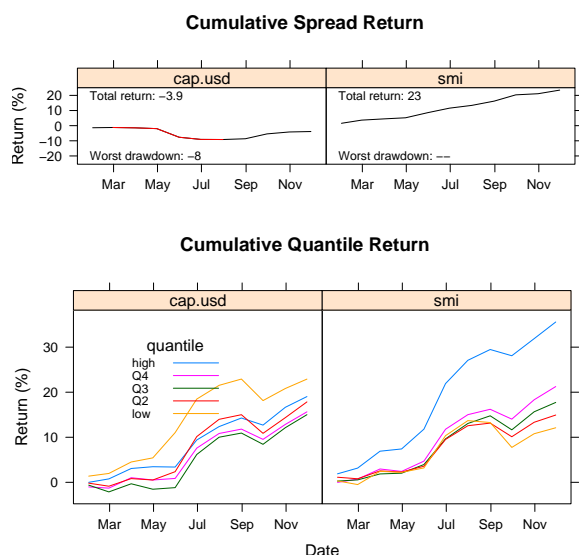 Cumulative Spread Return
cap.usd smi
Return (%)
20
10
0
−10
−20
Total return: −3.9
Worst drawdown: −8
Total return: 23
Worst drawdown: −−
Mar May Jul Sep Nov Mar May Jul Sep Nov
Cumulative Quantile Return
cap.usd smi
Return (%)
30
20
10
0
quantile
high
Q4
Q3
Q2
low
Mar May Jul Sep Nov Mar May Jul Sep Nov
Date